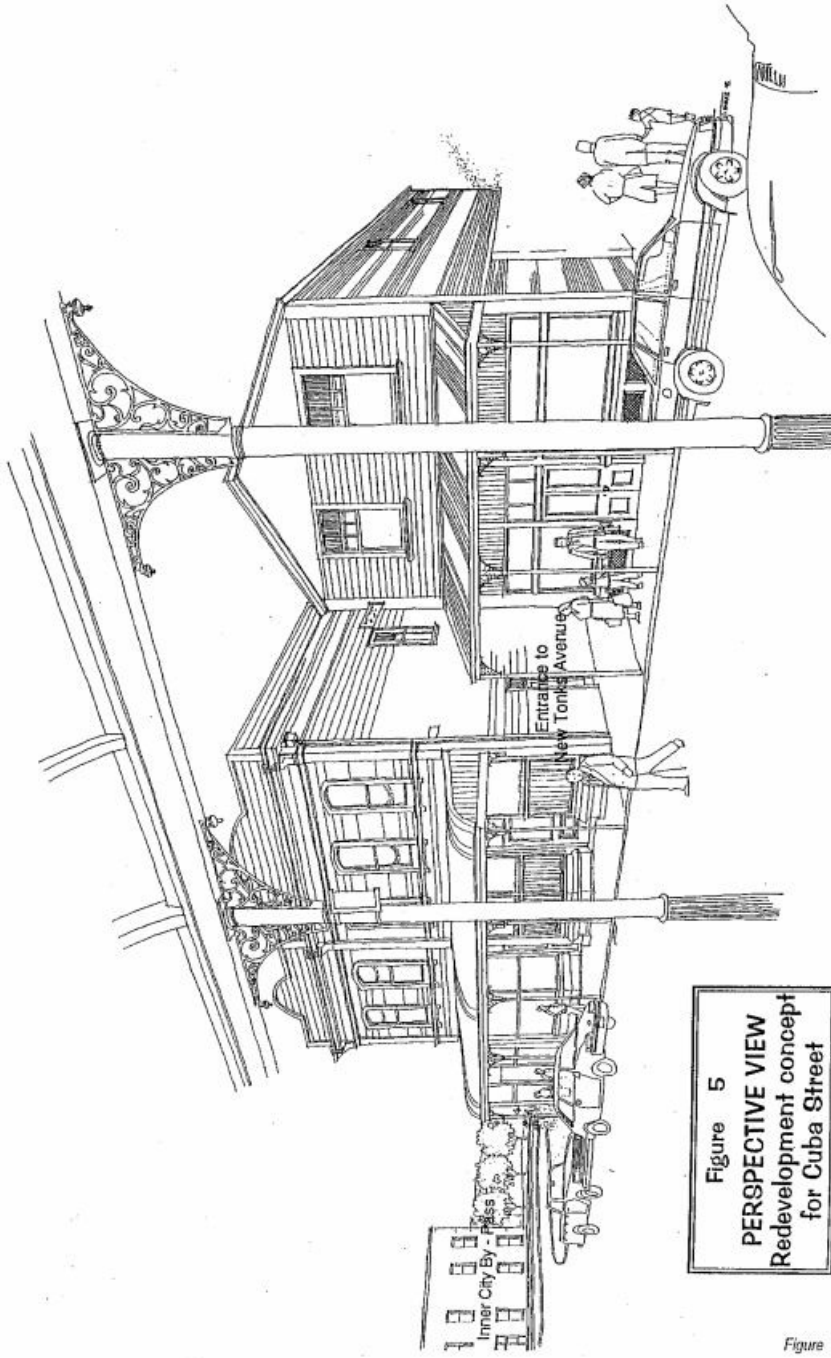 Entrance to
New Tonks Avenue
Inner City By - Pass
Figure 5
PERSPECTIVE VIEW
Redevelopment concept
for Cuba Street
Figure